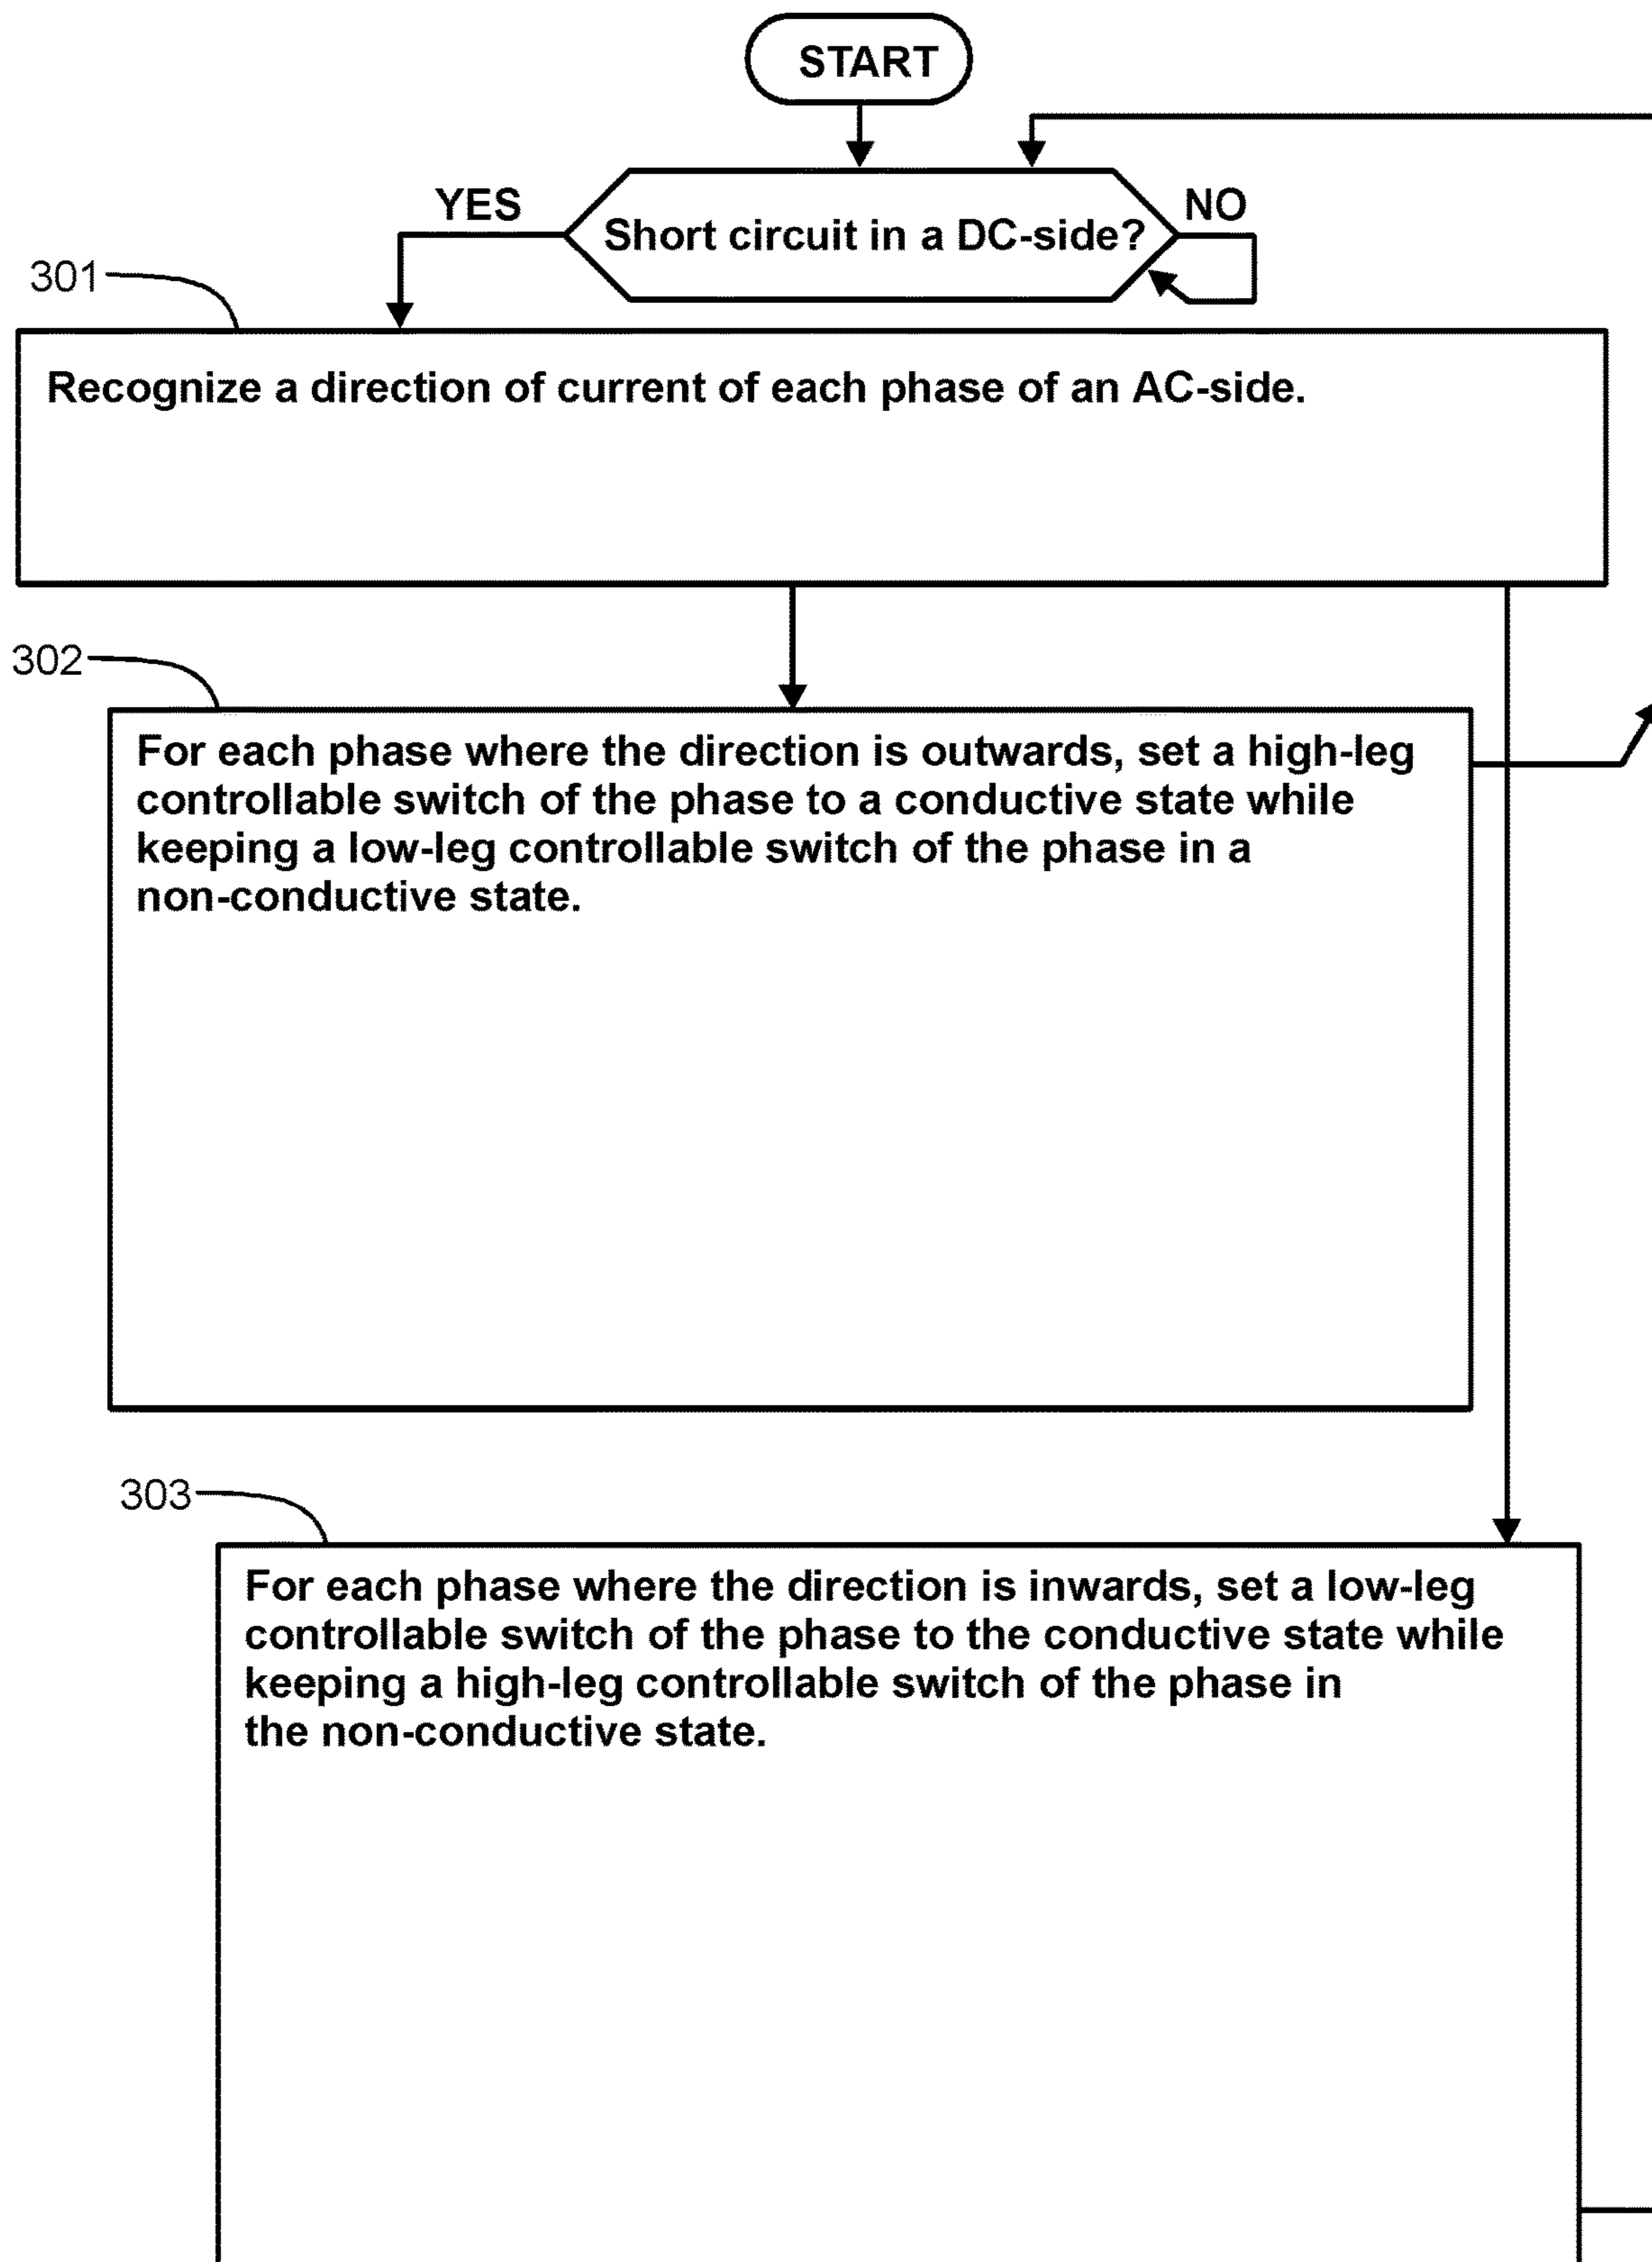 START
YES
NO
Short circuit in a DC-side?
301
Recognize a direction of current of each phase of an AC-side.
302
For each phase where the direction is outwards, set a high-leg
controllable switch of the phase to a conductive state while
keeping a low-leg controllable switch of the phase in a
non-conductive state.
303
For each phase where the direction is inwards, set a low-leg
controllable switch of the phase to the conductive state while
keeping a high-leg controllable switch of the phase in
the non-conductive state.